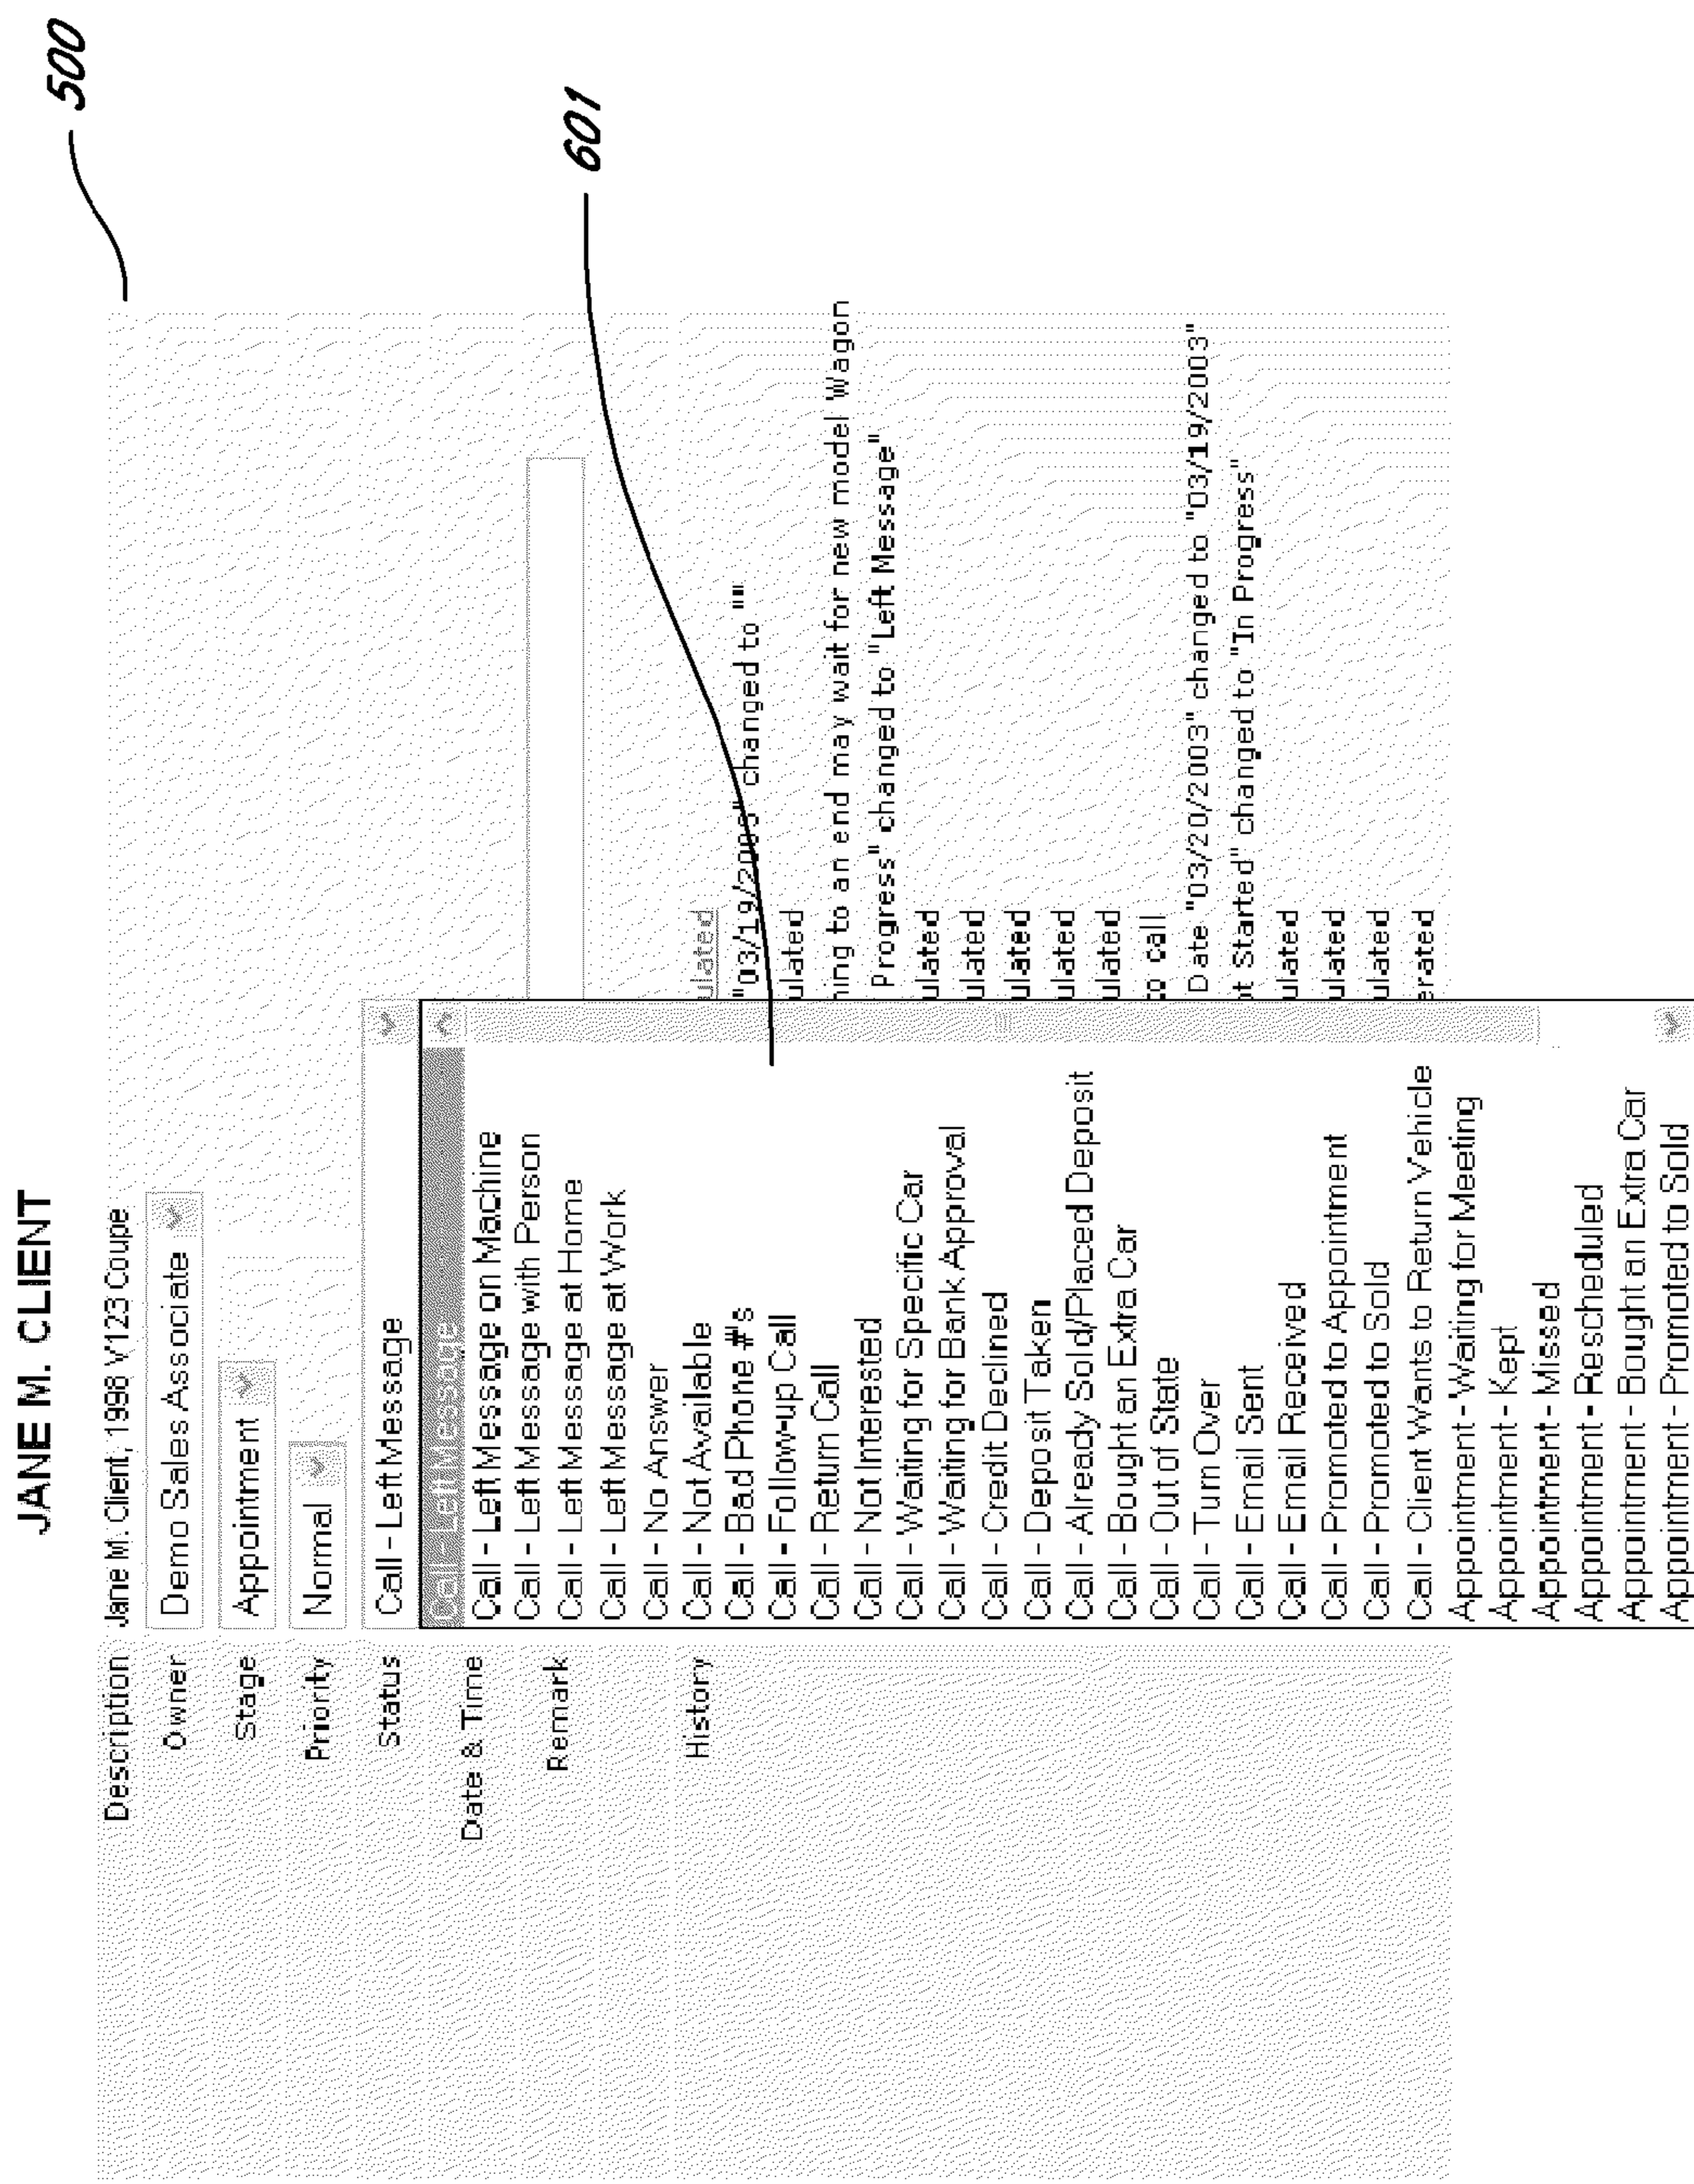 JANE M. CLIENT
500
601
Description Jane M. Client, 1998 V123 Coupe
Owner Demo Sales Associate
Stage Appointment
Priority Normal
Status Call - Left Message
Date & Time
Remark
History
Call - Left Message
Call - Left Message on Machine
Call - Left Message with Person
Call - Left Message at Home
Call - Left Message at Work
Call - No Answer
Call - Not Available
Call - Bad Phone #'s
Call - Follow-up Call
Call - Return Call
Call - Not Interested
Call - Waiting for Specific Car
Call - Waiting for Bank Approval
Call - Credit Declined
Call - Deposit Taken
Call - Already Sold/Placed Deposit
Call - Bought an Extra Car
Call - Out of State
Call - Turn Over
Call - Email Sent
Call - Email Received
Call - Promoted to Appointment
Call - Promoted to Sold
Call - Client Wants to Return Vehicle
Appointment - Waiting for Meeting
Appointment - Kept
Appointment - Missed
Appointment - Rescheduled
Appointment - Bought an Extra Car
Appointment - Promoted to Sold
ulated
"03/19/2003" changed to ""
ulated
ning to an end may wait for new model Wagon
Progress" changed to "Left Message"
ulated
ulated
ulated
ulated
ulated
to call
Date "03/20/2003" changed to "03/19/2003"
ot Started" changed to "In Progress"
ulated
ulated
ulated
erated